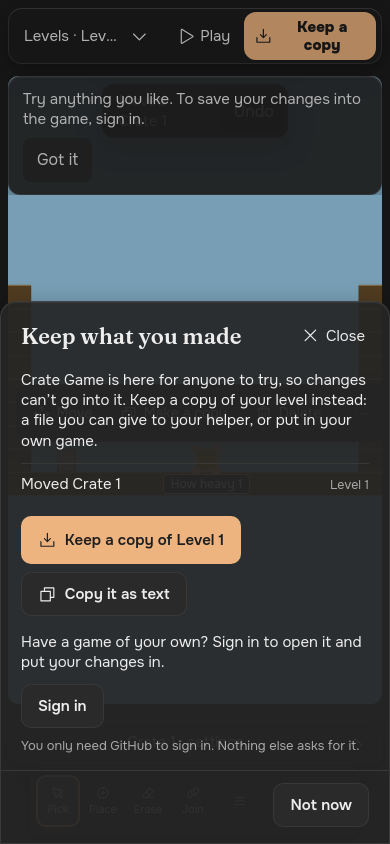 Levels · Lev...
Play
Keep a copy
Try anything you like. To save your changes into
the game, sign in.
Undo
Got it
Keep what you made
Close
Crate Game is here for anyone to try, so changes
can't go into it. Keep a copy of your level instead:
a file you can give to your helper, or put in your
own game.
Moved Crate 1
How heavy 1
Level 1
Keep a copy of Level 1
Copy it as text
Have a game of your own? Sign in to open it and
put your changes in.
Sign in
You only need GitHub to sign in. Nothing else asks for it.
Pick
Place
Erase
Join
Not now